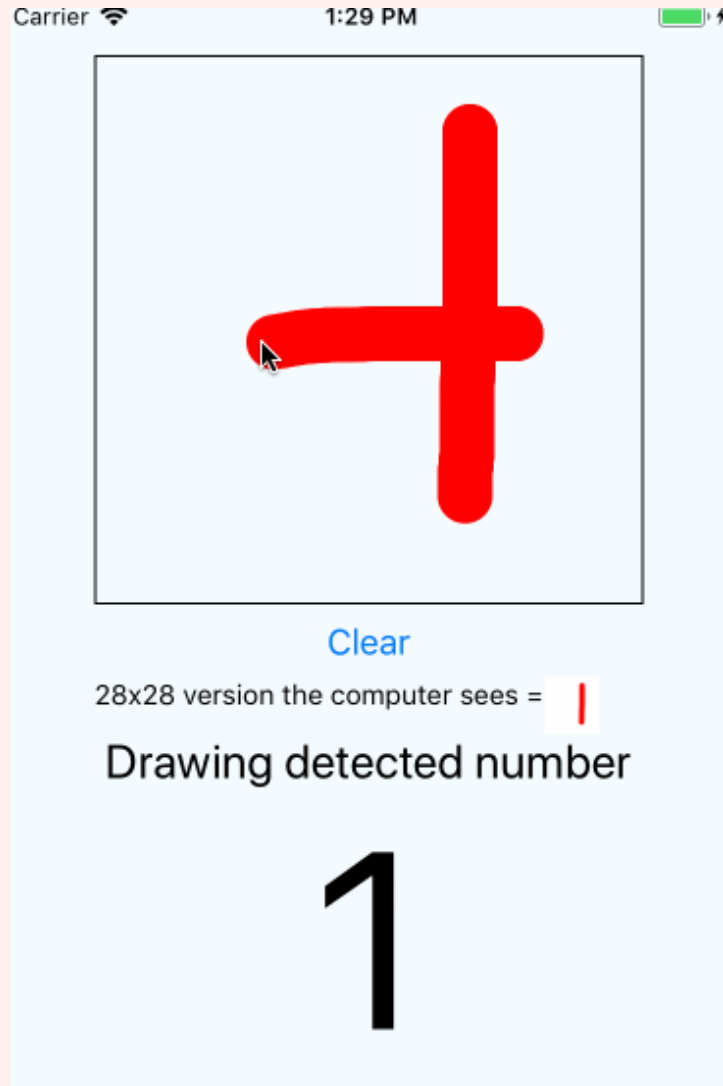 Carrier 1:29 PM
Clear
28x28 version the computer sees =
Drawing detected number
1